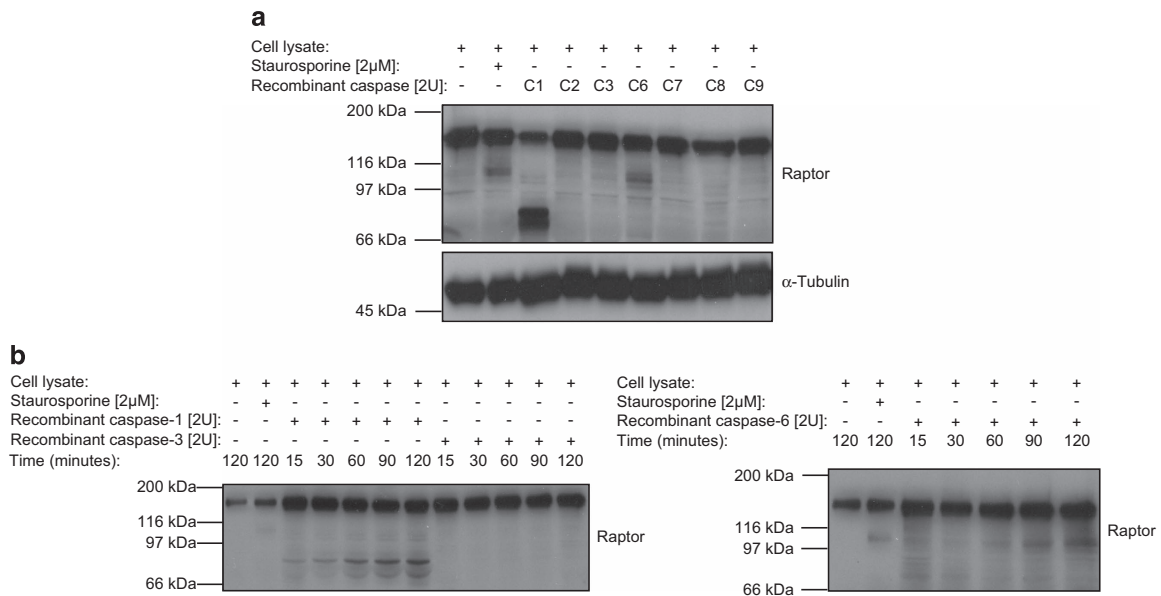 a
Cell lysate: + + + + + + + + +
Staurosporine [2µM]: - + - - - - - - -
Recombinant caspase [2U]: - - C1 C2 C3 C6 C7 C8 C9
200 kDa
116 kDa
97 kDa
66 kDa
Raptor
α-Tubulin
45 kDa
b
Cell lysate: + + + + + + + + + + + +
Staurosporine [2µM]: - + - - - - - - - - - -
Recombinant caspase-1 [2U]: - - + + + + + - - - - -
Recombinant caspase-3 [2U]: - - - - - - - + + + + +
Time (minutes): 120 120 15 30 60 90 120 15 30 60 90 120
200 kDa
116 kDa
97 kDa
66 kDa
Raptor
Cell lysate: + + + + + + +
Staurosporine [2µM]: - + - - - - -
Recombinant caspase-6 [2U]: - - + + + + +
Time (minutes): 120 120 15 30 60 90 120
200 kDa
116 kDa
97 kDa
66 kDa
Raptor